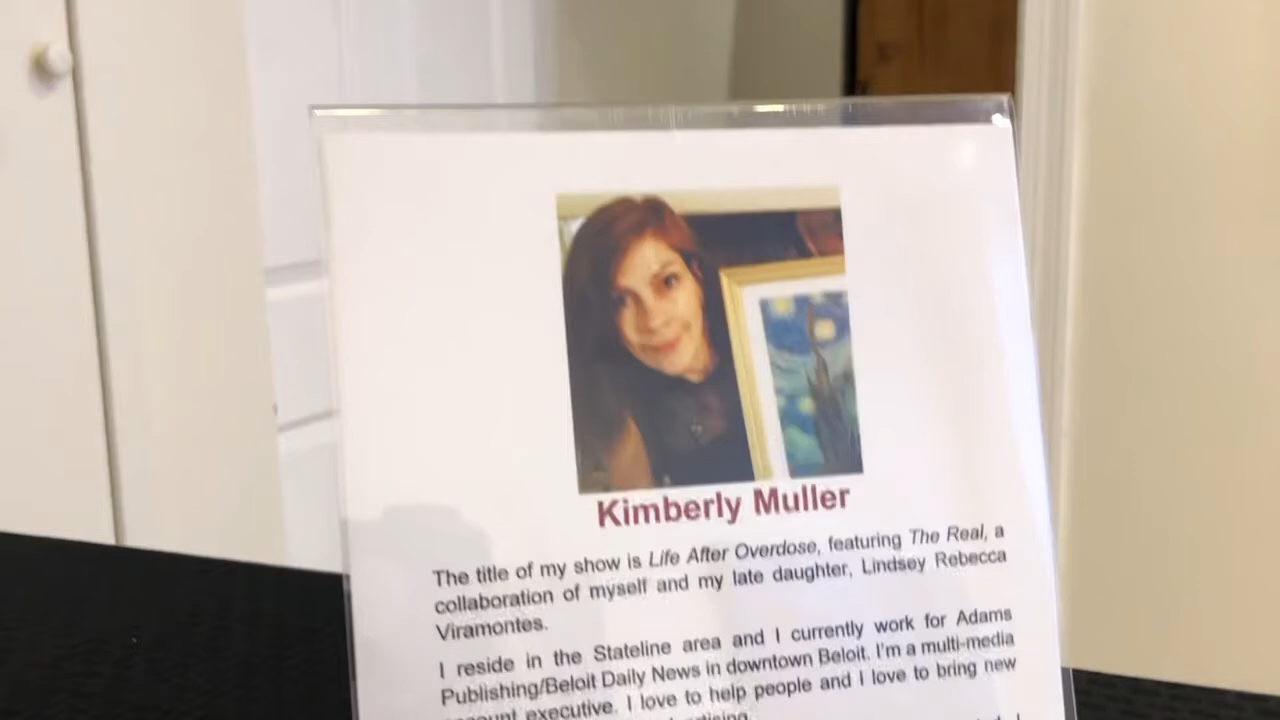 Kimberly Muller
The title of my show is Life After Overdose, featuring The Real, a
collaboration of myself and my late daughter, Lindsey Rebecca
Viramontes.
I reside in the Stateline area and I currently work for Adams
Publishing/Beloit Daily News in downtown Beloit. I'm a multi-media
executive. I love to help people and I love to bring new